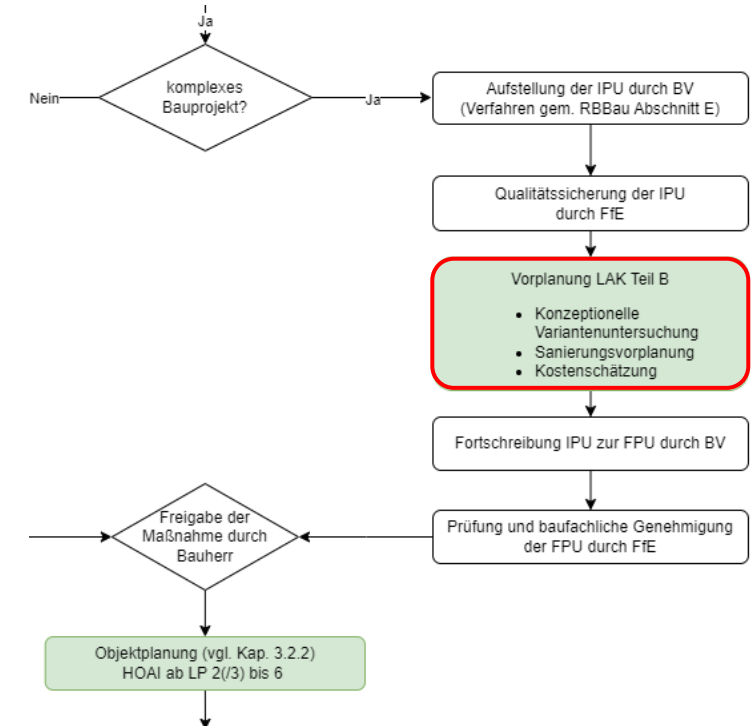 Ja
komplexes
Bauprojekt?
Nein
Ja
Aufstellung der IPU durch BV
(Verfahren gem. RBBau Abschnitt E)
Qualitätssicherung der IPU
durch FfE
Vorplanung LAK Teil B
• Konzeptionelle
Variantenuntersuchung
• Sanierungsvorplanung
• Kostenschätzung
Fortschreibung IPU zur FPU durch BV
Prüfung und baufachliche Genehmigung
der FPU durch FfE
Freigabe der
Maßnahme durch
Bauherr
Objektplanung (vgl. Kap. 3.2.2)
HOAI ab LP 2(/3) bis 6